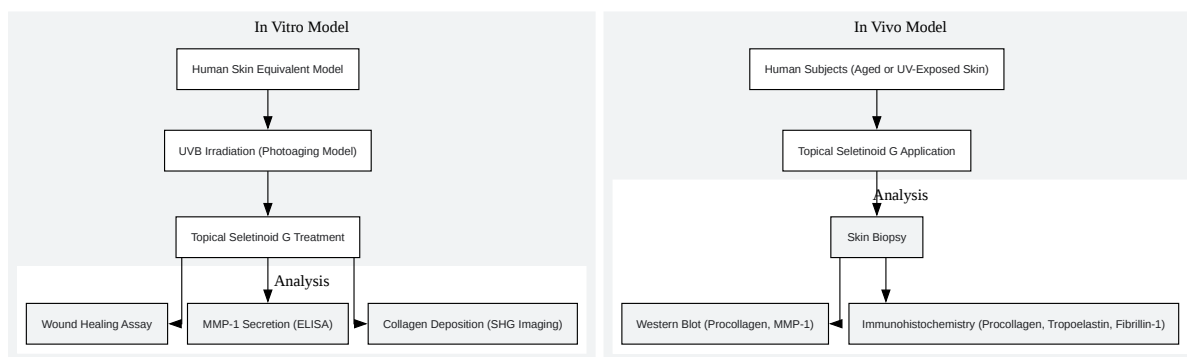 In Vitro Model
Human Skin Equivalent Model
UVB Irradiation (Photoaging Model)
Topical Seletinoid G Treatment
Analysis
Wound Healing Assay
MMP-1 Secretion (ELISA)
Collagen Deposition (SHG Imaging)
In Vivo Model
Human Subjects (Aged or UV-Exposed Skin)
Topical Seletinoid G Application
Analysis
Skin Biopsy
Western Blot (Procollagen, MMP-1)
Immunohistochemistry (Procollagen, Tropoelastin, Fibrillin-1)